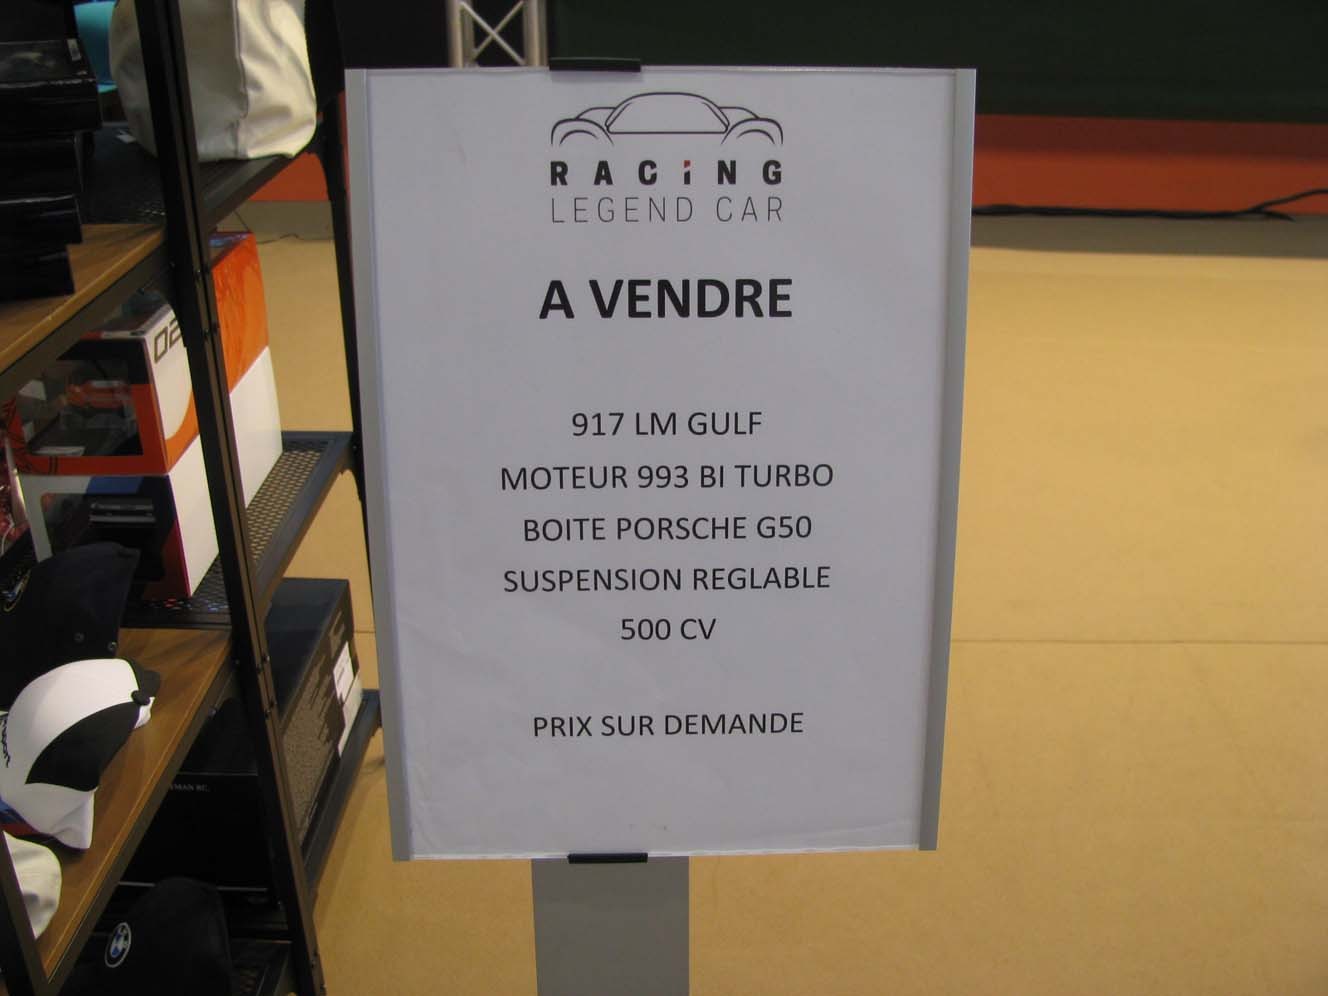 RACiNG
LEGEND CAR
A VENDRE
917 LM GULF
MOTEUR 993 BI TURBO
BOITE PORSCHE G50
SUSPENSION REGLABLE
500 CV
PRIX SUR DEMANDE
02